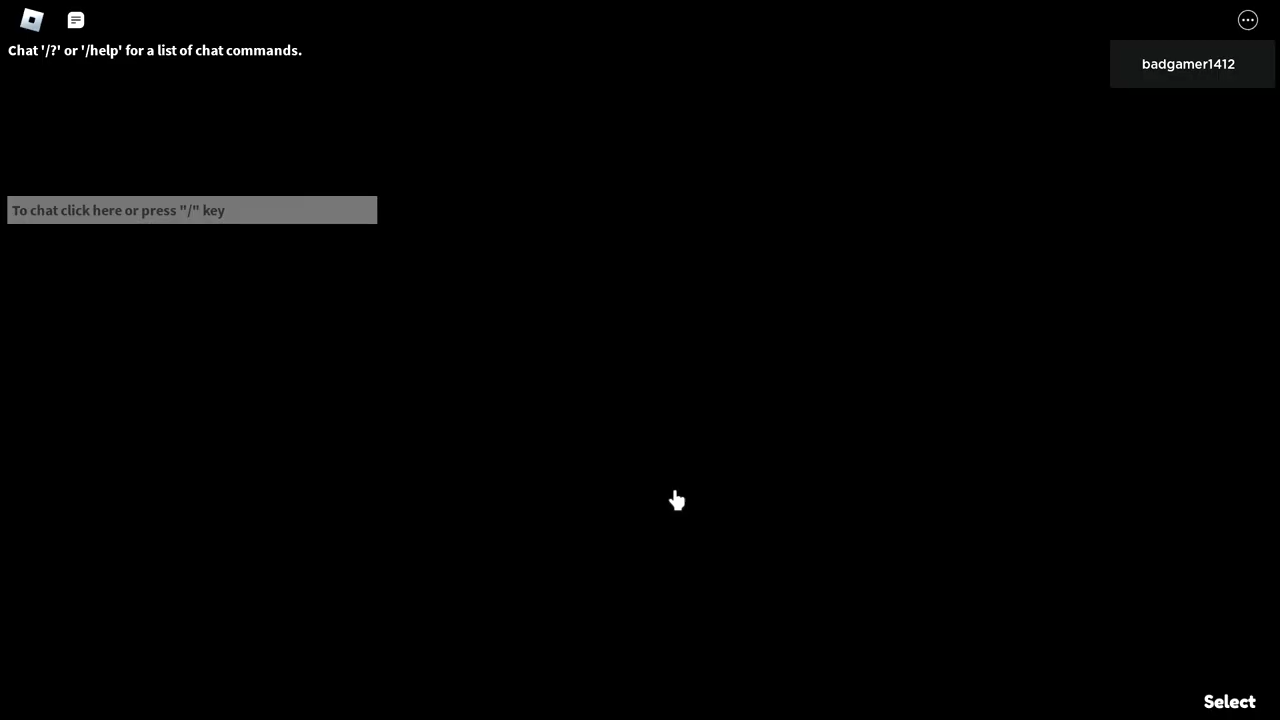 Chat '/?' or '/help' for a list of chat commands.
badgamer1412
To chat click here or press "/" key
Select